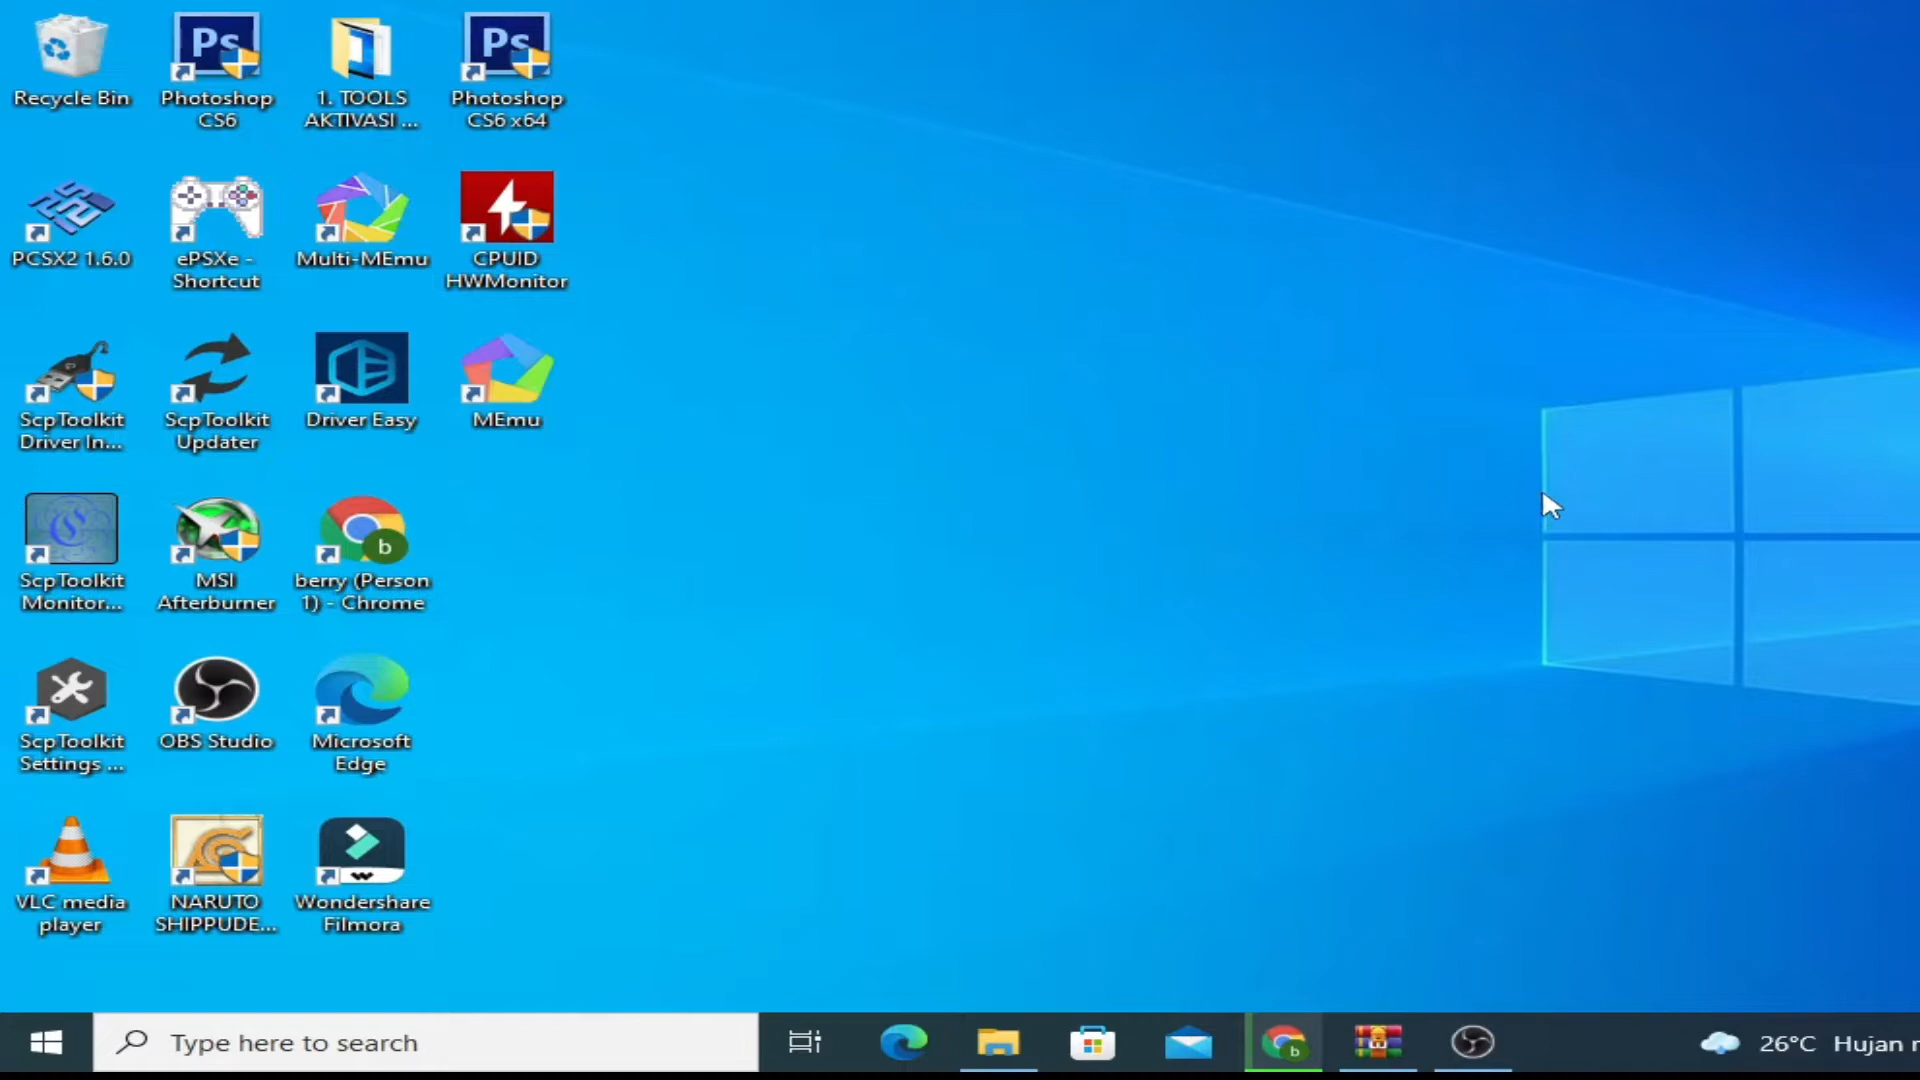 Recycle Bin
Photoshop
CS6
1. TOOLS
AKTIVASI ...
Photoshop
CS6 x64
PCSX2 1.6.0
ePSXe -
Shortcut
Multi-MEmu
CPUID
HWMonitor
ScpToolkit
Driver In...
ScpToolkit
Updater
Driver Easy
MEmu
ScpToolkit
Monitor...
MSI
Afterburner
berry (Person
1) - Chrome
ScpToolkit
Settings ...
OBS Studio
Microsoft
Edge
VLC media
player
NARUTO
SHIPPUDE...
Wondershare
Filmora
Type here to search
26°C Hujan